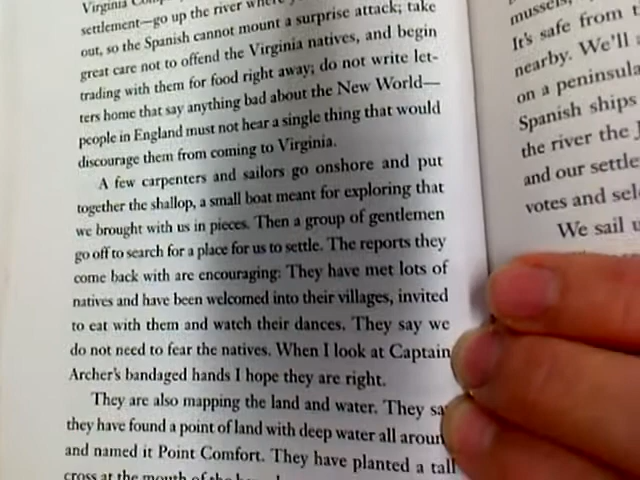 Virginia
settlement—go up the river where
out, so the Spanish cannot mount a surprise attack; take
great care not to offend the Virginia natives, and begin
trading with them for food right away; do not write let-
ters home that say anything bad about the New World—
people in England must not hear a single thing that would
discourage them from coming to Virginia.
A few carpenters and sailors go onshore and put
together the shallop, a small boat meant for exploring that
we brought with us in pieces. Then a group of gentlemen
go off to search for a place for us to settle. The reports they
come back with are encouraging: They have met lots of
natives and have been welcomed into their villages, invited
to eat with them and watch their dances. They say we
do not need to fear the natives. When I look at Captain
Archer's bandaged hands I hope they are right.
They are also mapping the land and water. They
they have found a point of land with deep water all
and named it Point Comfort. They have planted a tall
cross at the mouth of the
mussels,
It's safe from
nearby. We'll
on a peninsula
Spanish ships
the river the
and our
votes and
We sail